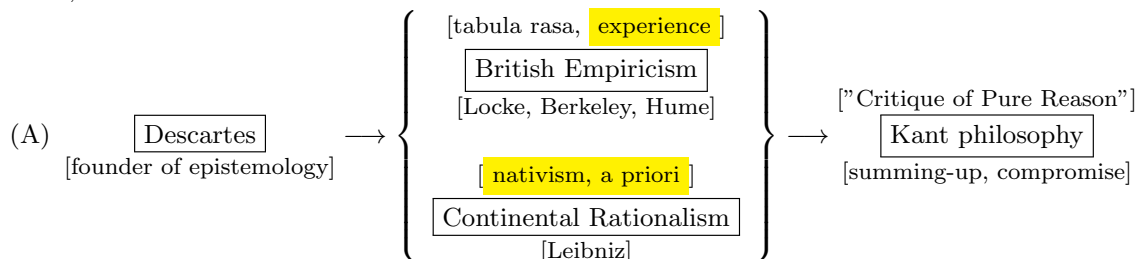 [tabula rasa, experience]
British Empiricism
[Locke, Berkeley, Hume]
(A) Descartes
[founder of epistemology]
[nativism, a priori]
Continental Rationalism
[Leibniz]
["Critique of Pure Reason"]
Kant philosophy
[summing-up, compromise]